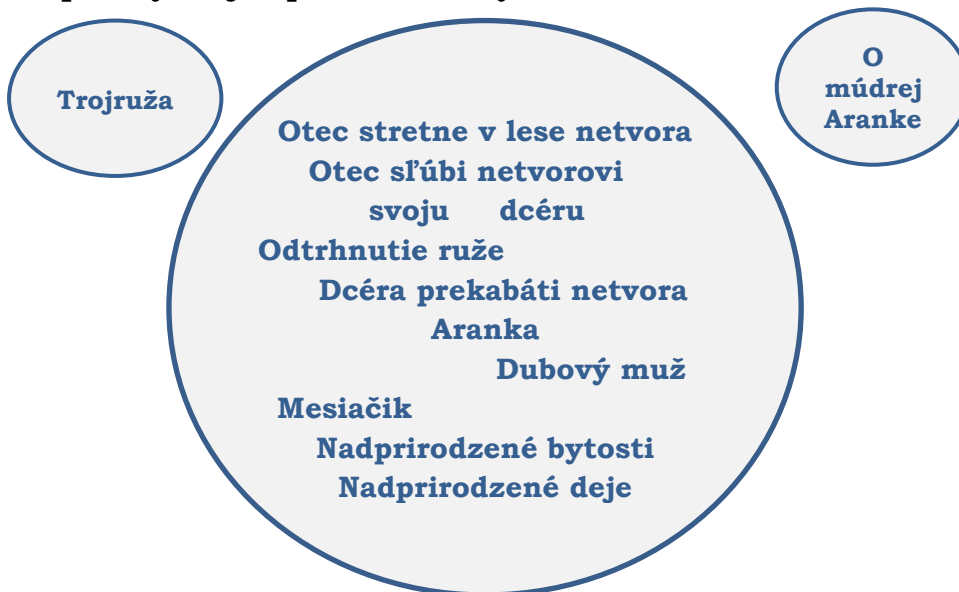 Trojruža
O
múdrej
Aranke
Otec stretne v lese netvora
Otec sľúbi netvorovi
svoju dcéru
Odtrhnutie ruže
Dcéra prekabáti netvora
Aranka
Dubový muž
Mesiačik
Nadprirodzené bytosti
Nadprirodzené deje